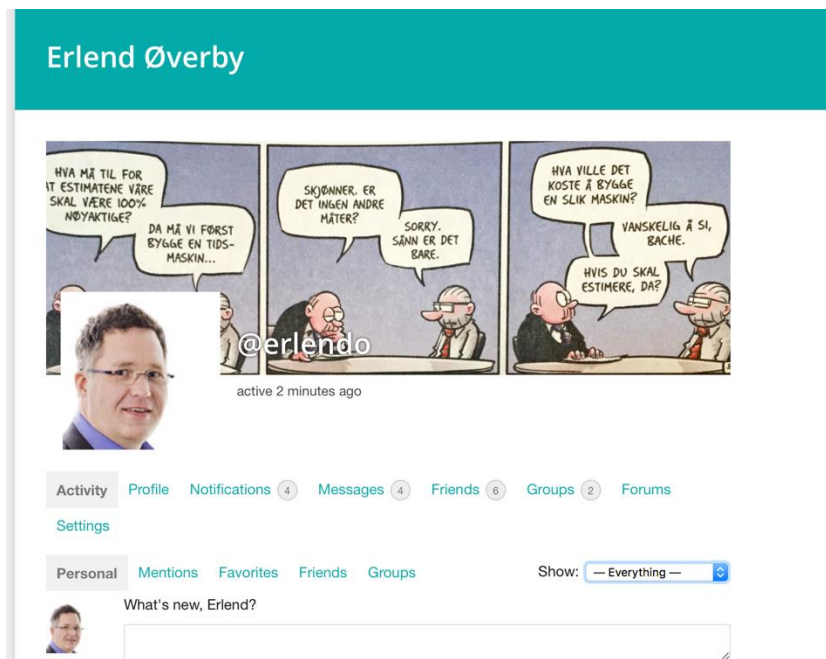 Erlend Øverby
HVA MÅ TIL FOR
AT ESTIMATENE VÅRE
SKAL VÆRE 100%
NØYAKTIGE?
DA MÅ VI FØRST
BYGGE EN TIDS-
MASKIN...
SKJØNNER. ER
DET INGEN ANDRE
MÅTER?
SORRY.
SÅNN ER DET
BARE.
HVA VILLE DET
KOSTE Å BYGGE
EN SLIK MASKIN?
VANSKELIG Å SI,
BACHE.
HVIS DU SKAL
ESTIMERE, DA?
@erlendo
active 2 minutes ago
Activity Profile Notifications 4 Messages 4 Friends 6 Groups 2 Forums
Settings
Personal Mentions Favorites Friends Groups Show: — Everything —
What's new, Erlend?